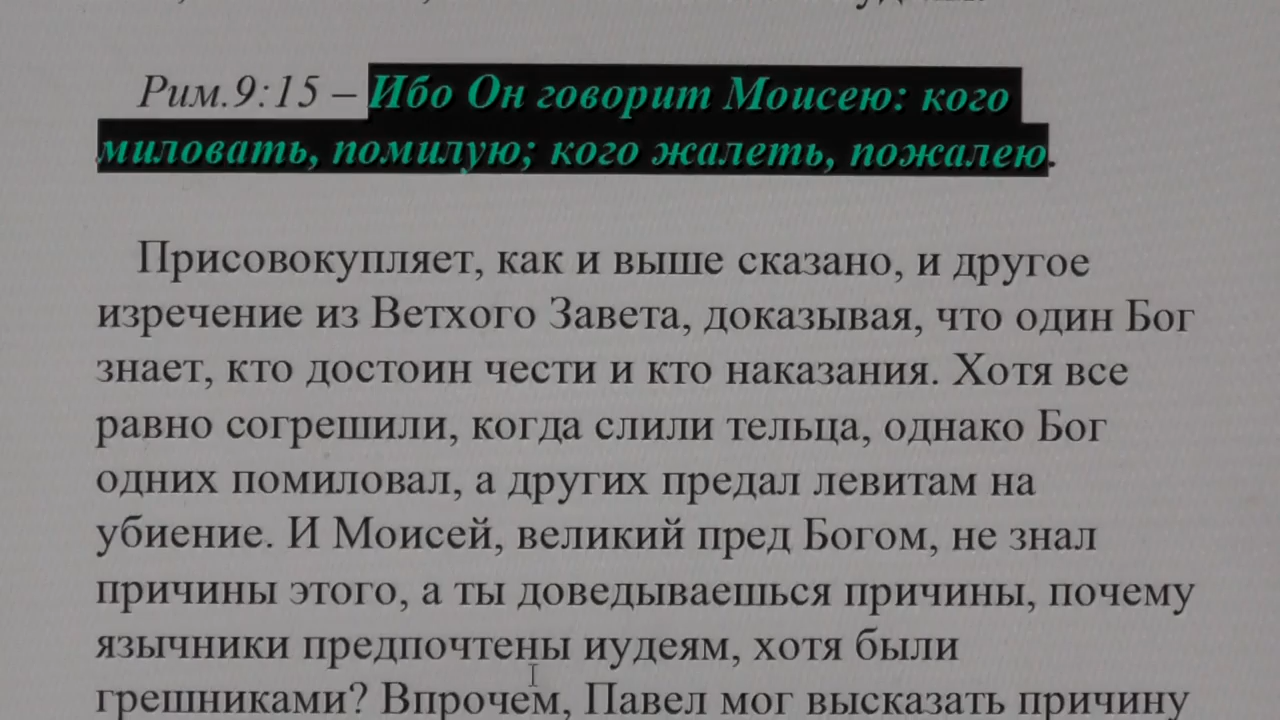 Рим.9:15 – Ибо Он говорит Моисею: кого
миловать, помилую; кого жалеть, пожалею.
Присовокупляет, как и выше сказано, и другое
изречение из Ветхого Завета, доказывая, что один Бог
знает, кто достоин чести и кто наказания. Хотя все
равно согрешили, когда слили тельца, однако Бог
одних помиловал, а других предал левитам на
убиение. И Моисей, великий пред Богом, не знал
причины этого, а ты доведываешься причины, почему
язычники предпочтены иудеям, хотя были
грешниками? Впрочем, Павел мог высказать причину